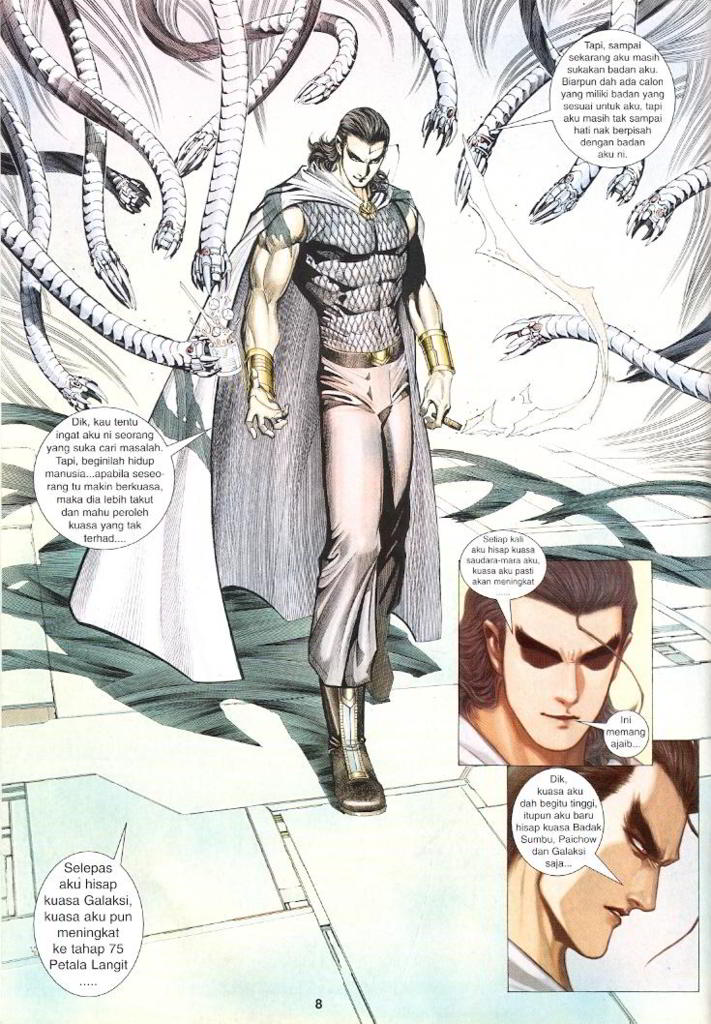 Tapi, sampai
sekarang aku masih
sukakan badan aku.
Biarpun dah ada calon
yang miliki badan yang
sesuai untuk aku, tapi
aku masih tak sampai
hati nak berpisah
dengan badan
aku ni.
Dik, kau tentu
ingat aku ni seorang
yang suka cari masalah.
Tapi, beginilah hidup
manusia...apabila seseo-
rang tu makin berkuasa,
maka dia lebih takut
dan mahu peroleh
kuasa yang tak
terhad....
Setiap kali
aku hisap kuasa
saudara-mara aku,
kuasa aku pasti
akan meningkat
......
Ini
memang
ajaib...
Dik,
kuasa aku
dah begitu tinggi,
itupun aku baru
hisap kuasa Badak
Sumbu, Paichow
dan Galaksi
saja...
Selepas
aku hisap
kuasa Galaksi,
kuasa aku pun
meningkat
ke tahap 75
Petala Langit
.....
8